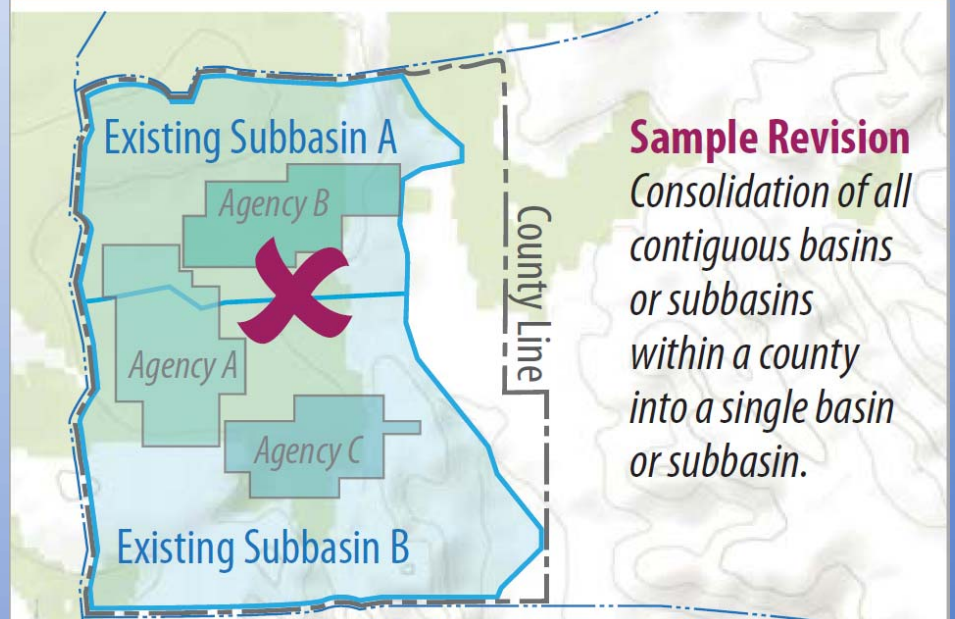 Existing Subbasin A
Agency B
Agency A
Agency C
Existing Subbasin B
County Line
Sample Revision
Consolidation of all
contiguous basins
or subbasins
within a county
into a single basin
or subbasin.